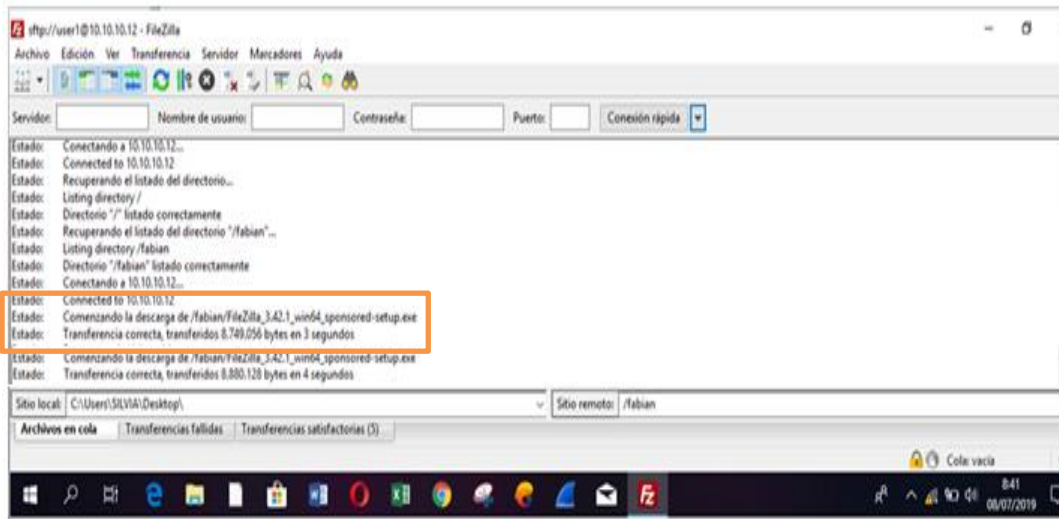 sftp://user1@10.10.10.12 - FileZilla
Archivo Edición Ver Transferencia Servidor Marcadores Ayuda
Servidor: Nombre de usuario: Contraseña: Puerto: Conexión rápida
Estado: Conectando a 10.10.10.12...
Estado: Connected to 10.10.10.12
Estado: Recuperando el listado del directorio...
Estado: Listing directory /
Estado: Directorio "/" listado correctamente
Estado: Recuperando el listado del directorio "/fabian"...
Estado: Listing directory /fabian
Estado: Directorio "/fabian" listado correctamente
Estado: Conectando a 10.10.10.12...
Estado: Connected to 10.10.10.12
Estado: Comenzando la descarga de /fabian/FileZilla_3.42.1_win64_sponsored-setup.exe
Estado: Transferencia correcta, transferidos 8.749.056 bytes en 3 segundos
Estado: Comenzando la descarga de /fabian/FileZilla_3.42.1_win64_sponsored-setup.exe
Estado: Transferencia correcta, transferidos 8.880.128 bytes en 4 segundos
Sitio local: C:\Users\SILVIA\Desktop\ Sitio remoto: /fabian
Archivos en cola Transferencias fallidas Transferencias satisfactorias (5)
Cola: vacía
8:41
08/07/2019